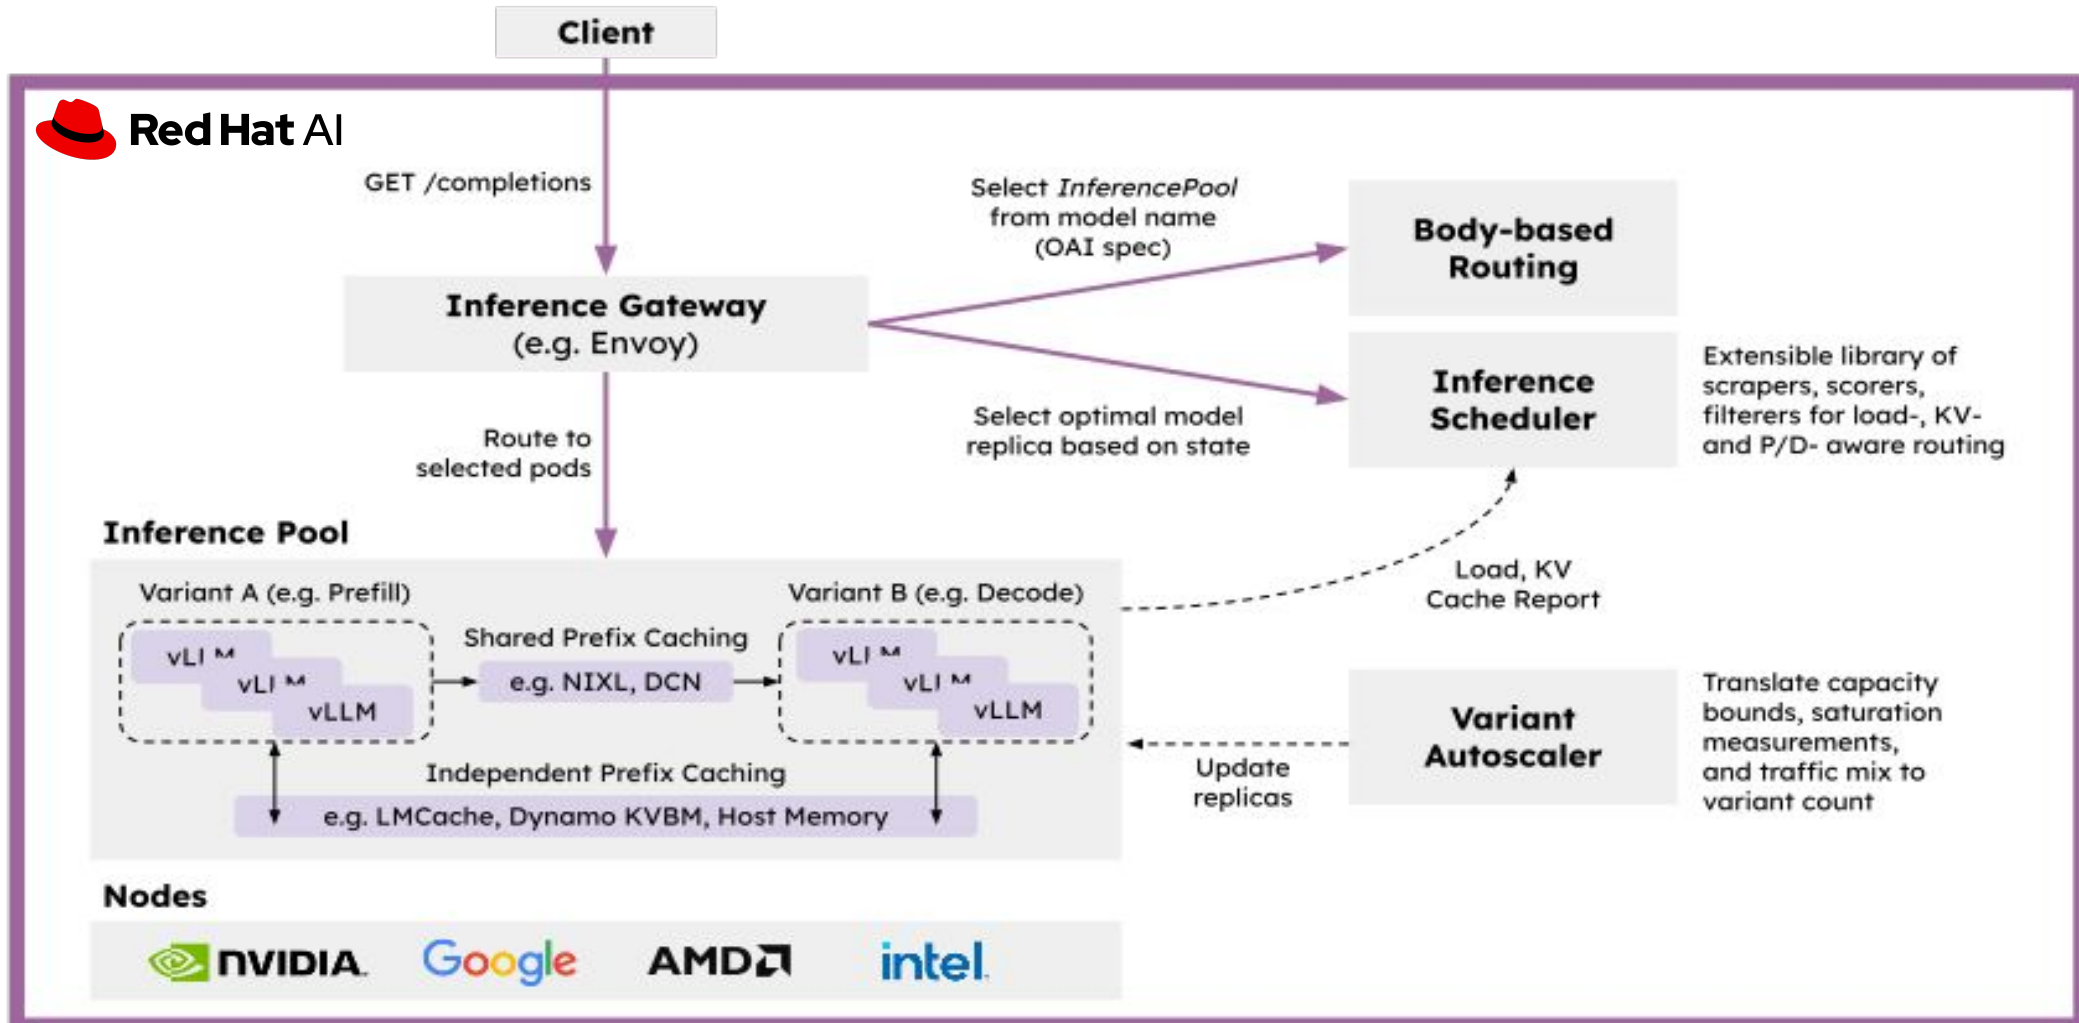 Client
Red Hat AI
GET /completions
Select InferencePool
from model name
(OAI spec)
Body-based
Routing
Inference Gateway
(e.g. Envoy)
Inference
Scheduler
Extensible library of
scrapers, scorers,
filterers for load-, KV-
and P/D- aware routing
Select optimal model
replica based on state
Route to
selected pods
Inference Pool
Load, KV
Cache Report
Variant A (e.g. Prefill)
Variant B (e.g. Decode)
Shared Prefix Caching
e.g. NIXL, DCN
vLLM
vLLM
vLLM
vLLM
vLLM
vLLM
Independent Prefix Caching
e.g. LMCache, Dynamo KVBM, Host Memory
Update
replicas
Variant
Autoscaler
Translate capacity
bounds, saturation
measurements,
and traffic mix to
variant count
Nodes
NVIDIA.
Google
AMD
intel.